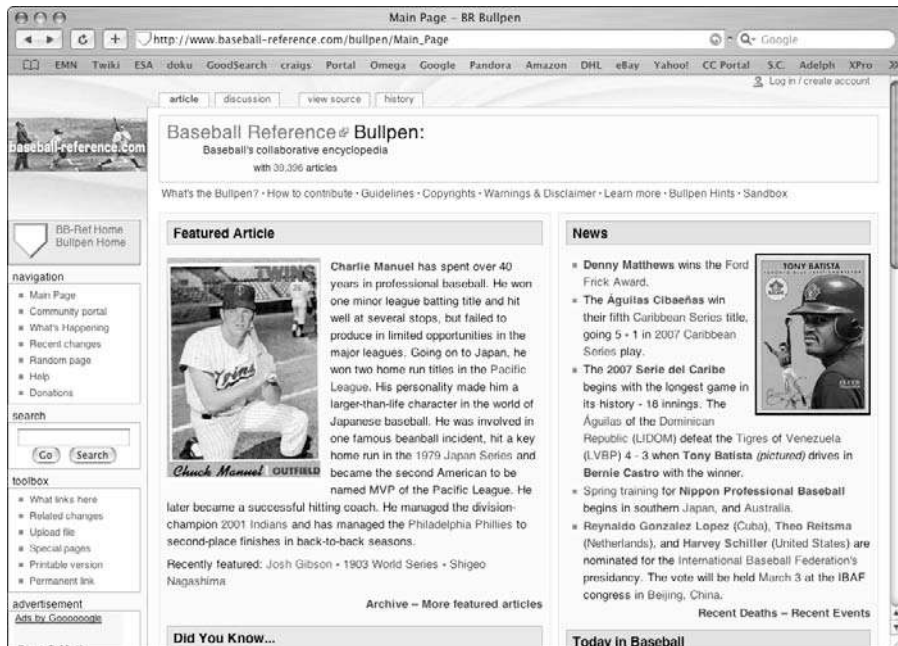 Main Page – BR Bullpen
http://www.baseball-reference.com/bullpen/Main_Page
Google
EMN Twiki ESA doku GoodSearch craigs Portal Omega Google Pandora Amazon DHL eBay Yahoo! CC Portal S.C. Adelph XPro
Log in / create account
article discussion view source history
baseball-reference.com
Baseball Reference Bullpen:
Baseball's collaborative encyclopedia
with 39,396 articles
What's the Bullpen? • How to contribute • Guidelines • Copyrights • Warnings & Disclaimer • Learn more • Bullpen Hints • Sandbox
BB-Ref Home
Bullpen Home
navigation
Main Page
Community portal
What's Happening
Recent changes
Random page
Help
Donations
search
Go Search
toolbox
What links here
Related changes
Upload file
Special pages
Printable version
Permanent link
advertisement
Ads by Goooooogle
Featured Article
TWINS
Twins
Chuck Manuel OUTFIELD
Charlie Manuel has spent over 40
years in professional baseball. He won
one minor league batting title and hit
well at several stops, but failed to
produce in limited opportunities in the
major leagues. Going on to Japan, he
won two home run titles in the Pacific
League. His personality made him a
larger-than-life character in the world of
Japanese baseball. He was involved in
one famous beanball incident, hit a key
home run in the 1979 Japan Series and
became the second American to be
named MVP of the Pacific League. He
later became a successful hitting coach. He managed the division-
champion 2001 Indians and has managed the Philadelphia Phillies to
second-place finishes in back-to-back seasons.
Recently featured: Josh Gibson • 1903 World Series • Shigeo
Nagashima
Archive – More featured articles
Did You Know...
News
TONY BATISTA
Denny Matthews wins the Ford
Frick Award.
The Águilas Cibaeñas win
their fifth Caribbean Series title,
going 5 - 1 in 2007 Caribbean
Series play.
The 2007 Serie del Caribe
begins with the longest game in
its history - 18 innings. The
Águilas of the Dominican
Republic (LIDOM) defeat the Tigres of Venezuela
(LVBP) 4 - 3 when Tony Batista (pictured) drives in
Bernie Castro with the winner.
Spring training for Nippon Professional Baseball
begins in southern Japan, and Australia.
Reynaldo Gonzalez Lopez (Cuba), Theo Reitsma
(Netherlands), and Harvey Schiller (United States) are
nominated for the International Baseball Federation's
presidancy. The vote will be held March 3 at the IBAF
congress in Beijing, China.
Recent Deaths – Recent Events
Today in Baseball